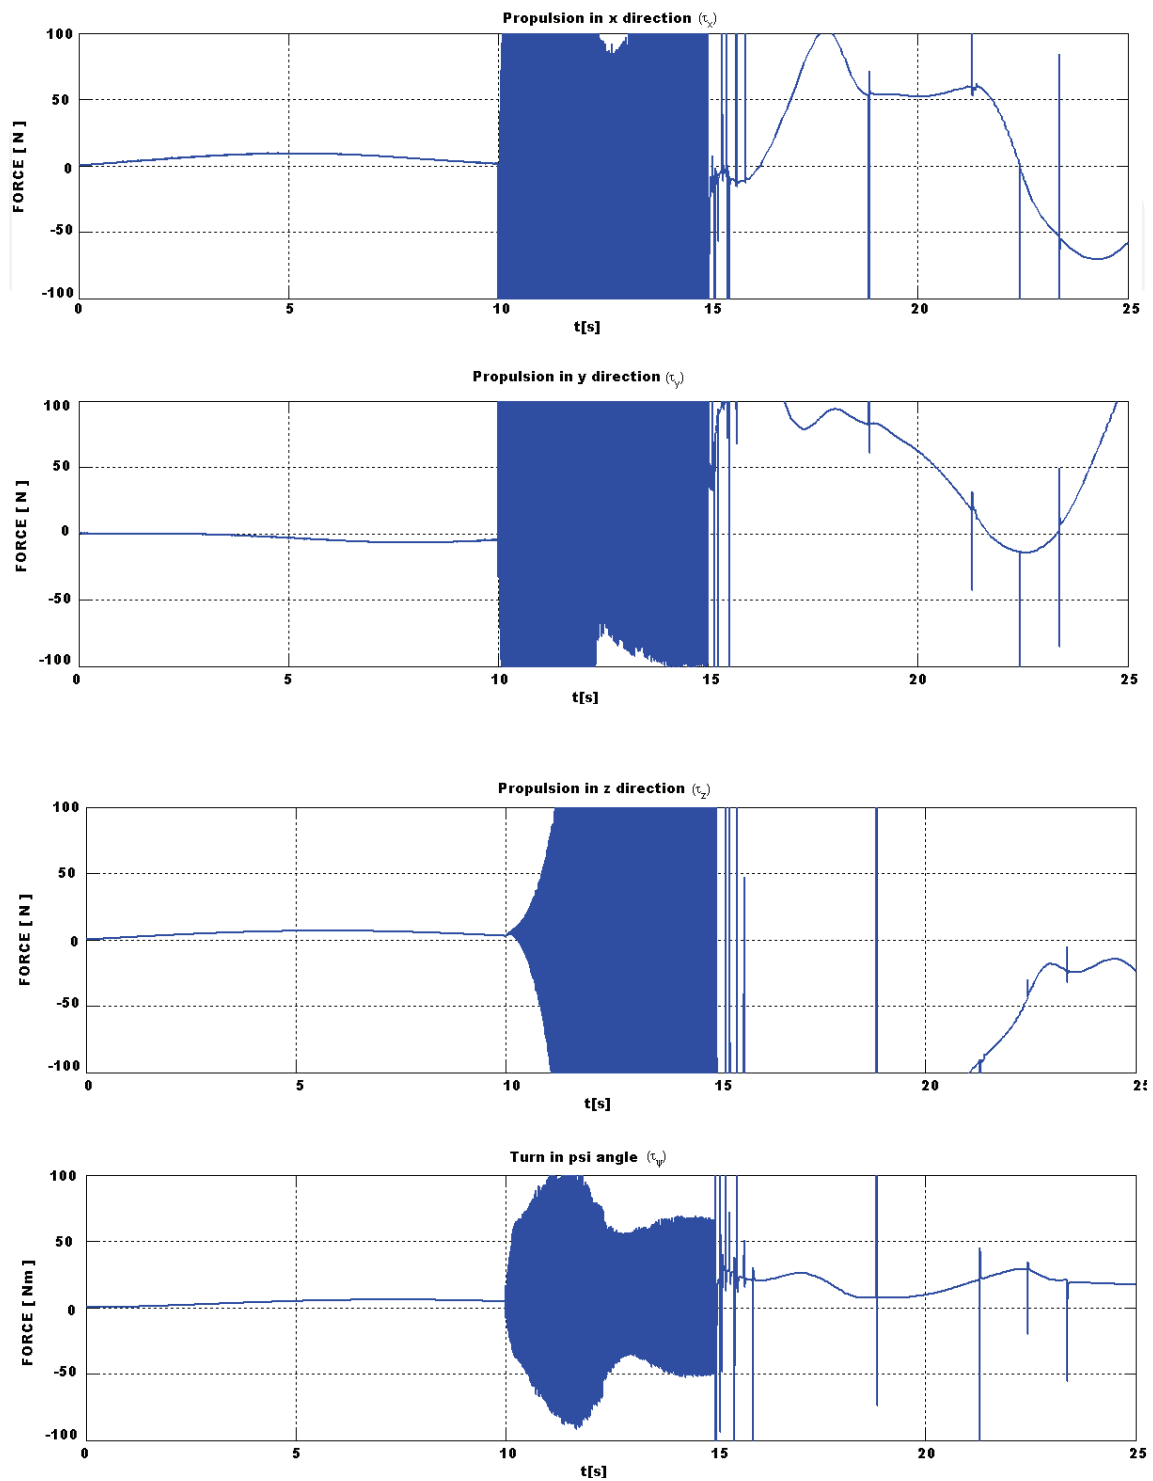 Propulsion in x direction (τx)
100
50
0
-50
-100
FORCE [ N ]
0 5 10 15 20 25
t[s]
Propulsion in y direction (τy)
100
50
0
-50
-100
FORCE [ N ]
0 5 10 15 20 25
t[s]
Propulsion in z direction (τz)
100
50
0
-50
-100
FORCE [ N ]
0 5 10 15 20 25
t[s]
Turn in psi angle (τψ)
100
50
0
-50
-100
FORCE [ Nm ]
0 5 10 15 20 25
t[s]